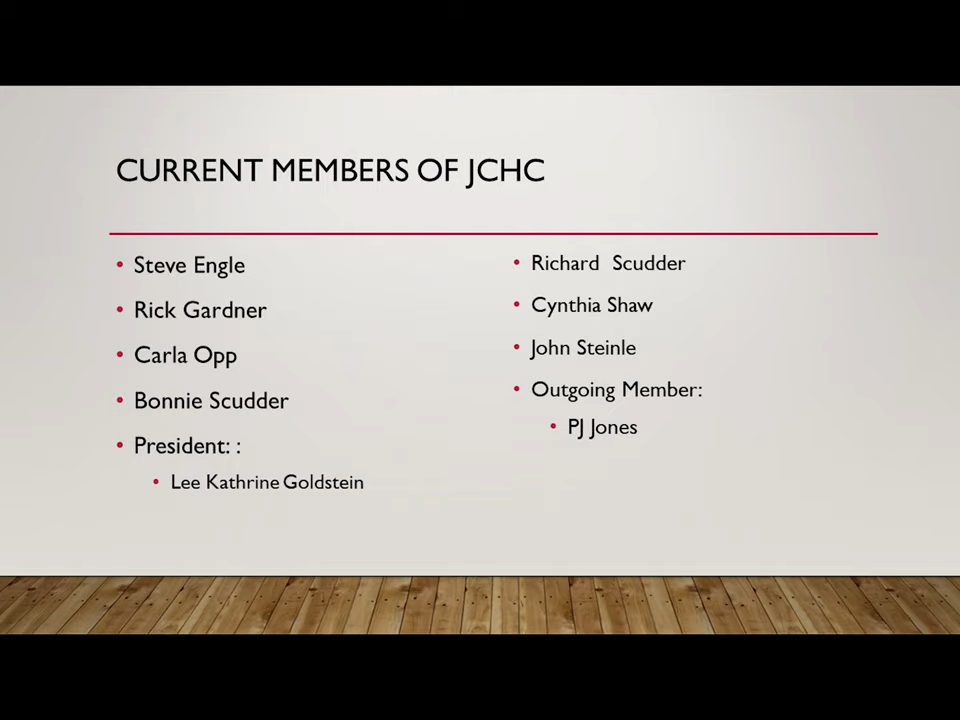 CURRENT MEMBERS OF JCHC
• Steve Engle
• Rick Gardner
• Carla Opp
• Bonnie Scudder
• President: :
• Lee Kathrine Goldstein
• Richard  Scudder
• Cynthia Shaw
• John Steinle
• Outgoing Member:
• PJ Jones